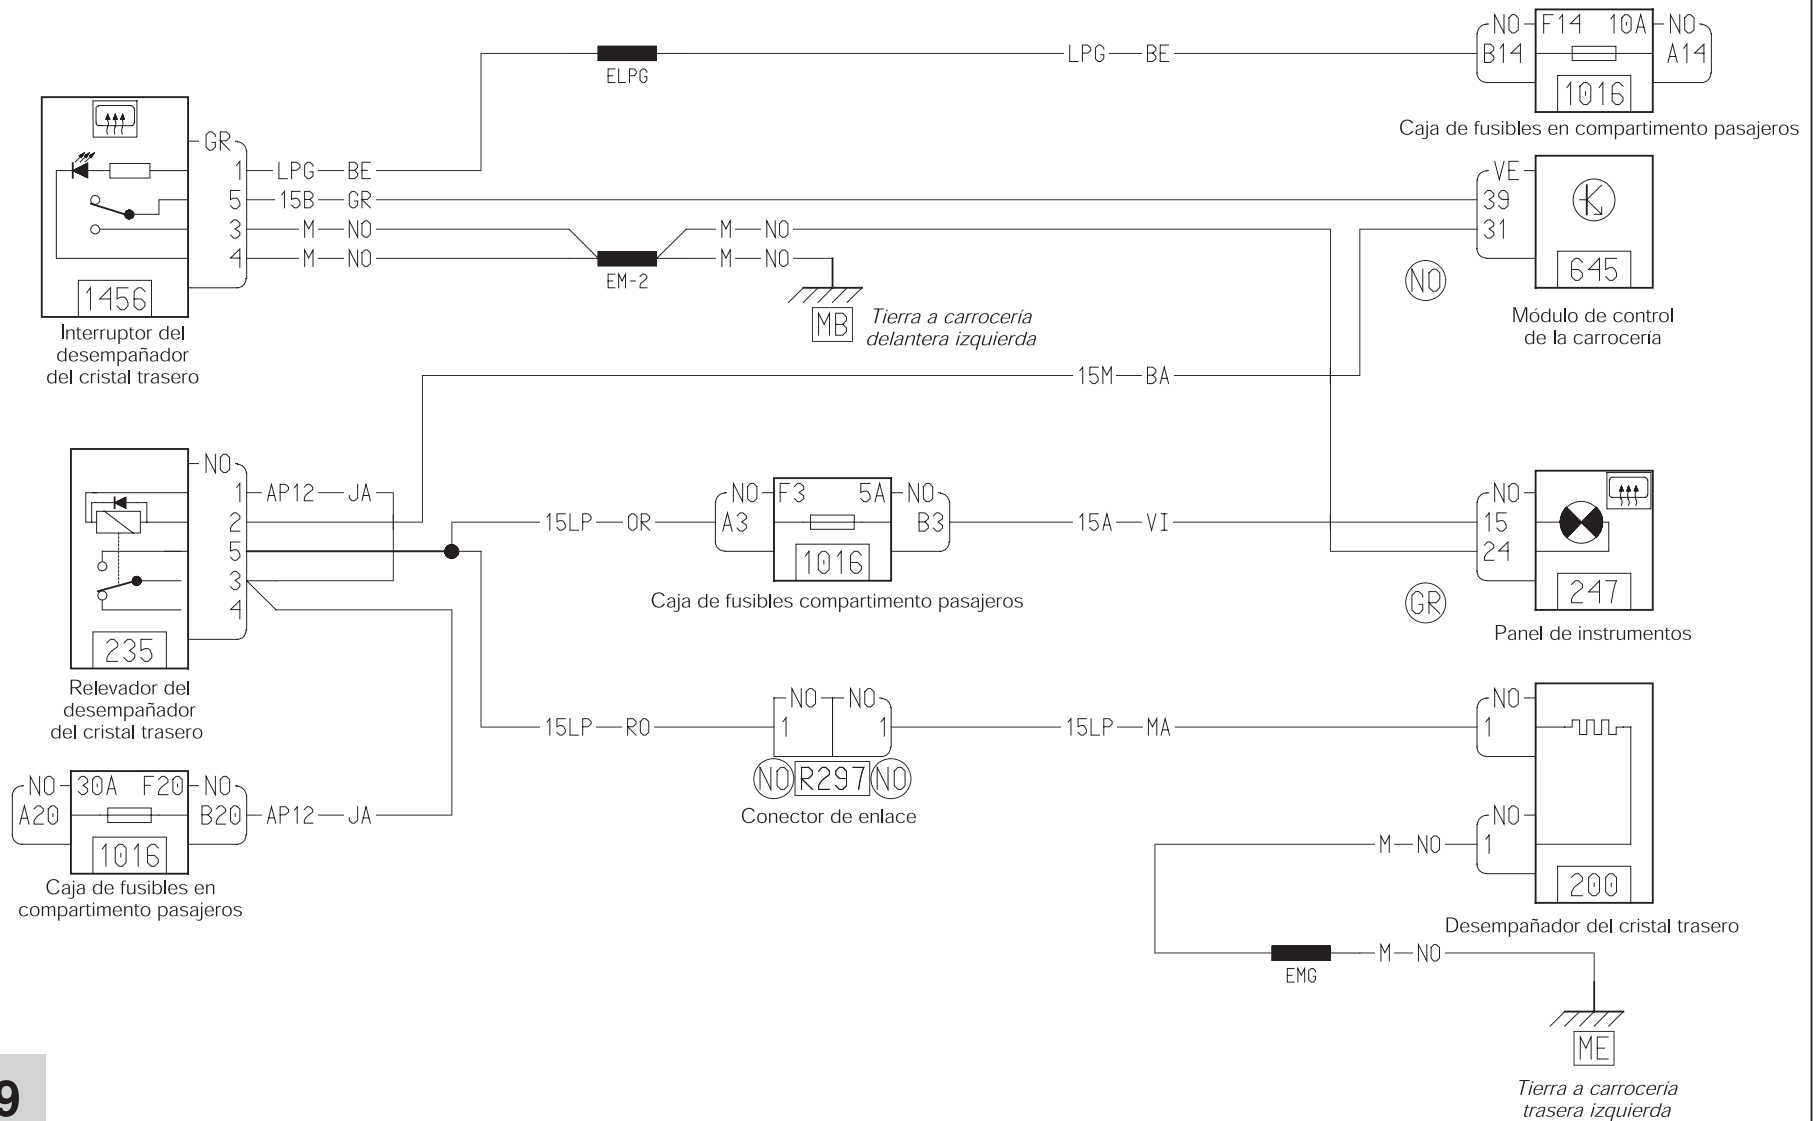 NO F14 10A NO
B14 A14
1016
Caja de fusibles en compartimento pasajeros
LPG BE
ELPG
GR
1 LPG BE
5 15B GR
3 M NO
4 M NO
1456
Interruptor del
desempañador
del cristal trasero
EM-2
M NO
M NO
MB
Tierra a carrocería
delantera izquierda
VE
39
31
645
NO
Módulo de control
de la carrocería
15M BA
NO
1 AP12 JA
2
5
3
4
235
Relevador del
desempañador
del cristal trasero
15LP OR
NO F3 5A NO
A3 B3
1016
Caja de fusibles compartimento pasajeros
15A VI
NO
15
24
247
GR
Panel de instrumentos
15LP RO
NO NO
1 1
NO R297 NO
Conector de enlace
15LP MA
NO
1
NO
1
200
Desempañador del cristal trasero
NO 30A F20 NO
A20 B20 AP12 JA
1016
Caja de fusibles en
compartimento pasajeros
M NO
EMG
M NO
ME
Tierra a carrocería
trasera izquierda
9